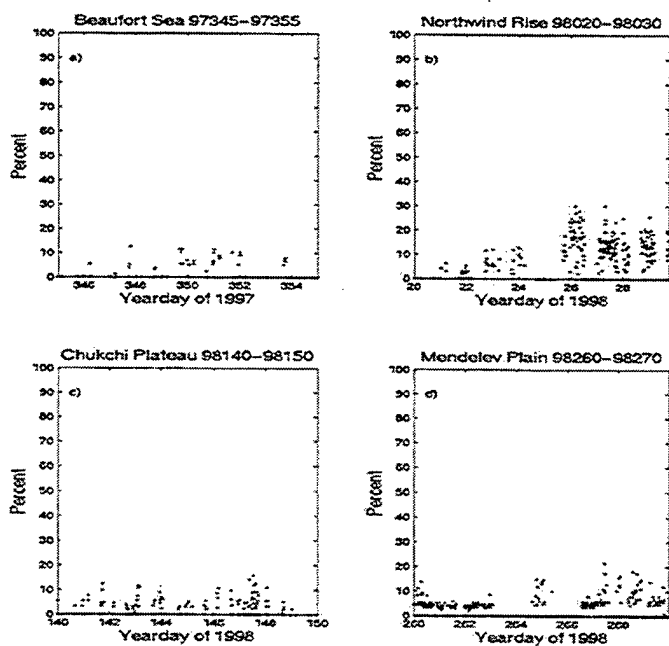 Beaufort Sea 97345–97355
a)
100
90
80
70
60
50
40
30
20
10
0
Percent
346 348 350 352 354
Yearday of 1997
Northwind Rise 98020–98030
b)
100
90
80
70
60
50
40
30
20
10
0
Percent
20 22 24 26 28
Yearday of 1998
Chukchi Plateau 98140–98150
c)
100
90
80
70
60
50
40
30
20
10
0
Percent
140 142 144 146 148 150
Yearday of 1998
Mendelev Plain 98260–98270
d)
100
90
80
70
60
50
40
30
20
10
0
Percent
260 262 264 266 268
Yearday of 1998